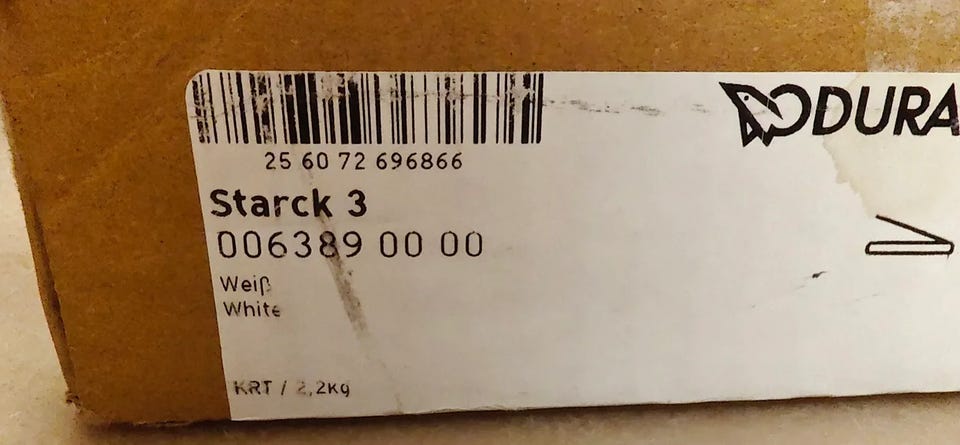 DURA
25 60 72 696866
Starck 3
006389 00 00
Weiß
White
KRT / 2,2kg